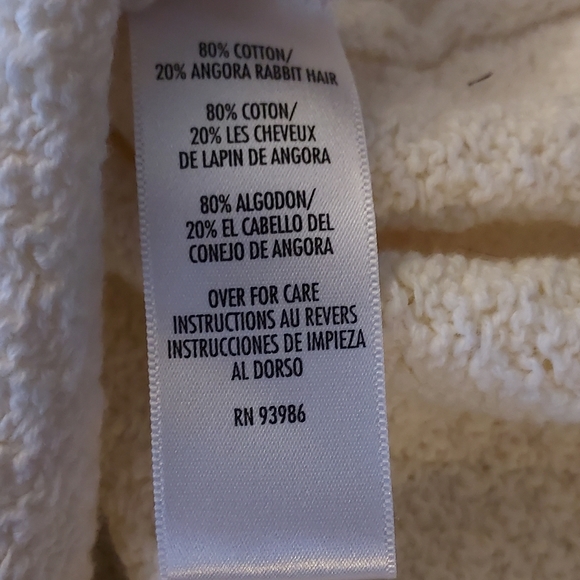 80% COTTON/
20% ANGORA RABBIT HAIR
80% COTON/
20% LES CHEVEUX
DE LAPIN DE ANGORA
80% ALGODON/
20% EL CABELLO DEL
CONEJO DE ANGORA
OVER FOR CARE
INSTRUCTIONS AU REVERS
INSTRUCCIONES DE IMPIEZA
AL DORSO
RN 93986